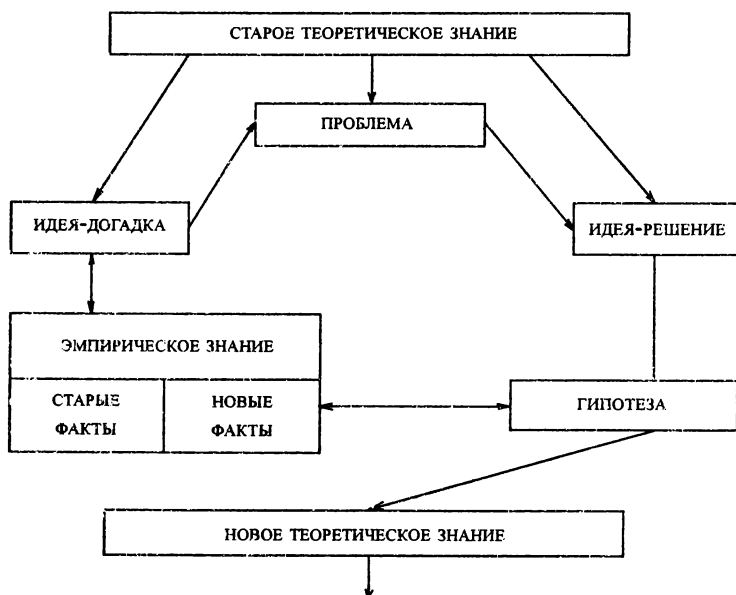 СТАРОЕ ТЕОРЕТИЧЕСКОЕ ЗНАНИЕ
ПРОБЛЕМА
ИДЕЯ-ДОГАДКА
ИДЕЯ-РЕШЕНИЕ
ЭМПИРИЧЕСКОЕ ЗНАНИЕ
СТАРЫЕ
ФАКТЫ
НОВЫЕ
ФАКТЫ
ГИПОТЕЗА
НОВОЕ ТЕОРЕТИЧЕСКОЕ ЗНАНИЕ